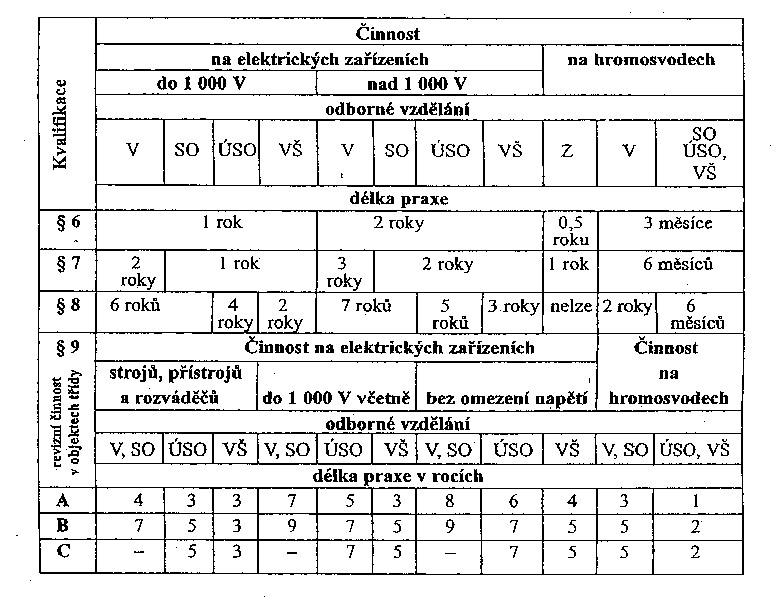 Činnost
na elektrických zařízeních na hromosvodech
do 1 000 V nad 1 000 V
odborné vzdělání
Kvalifikace
V SO ÚSO VŠ V SO ÚSO VŠ Z V SO ÚSO, VŠ
délka praxe
§ 6 1 rok 2 roky 0,5 roku 3 měsíce
§ 7 2 roky 1 rok 3 roky 2 roky 1 rok 6 měsíců
§ 8 6 roků 4 roky 2 roky 7 roků 5 roků 3 roky nelze 2 roky 6 měsíců
§ 9 Činnost na elektrických zařízeních Činnost na hromosvodech
revizní činnost v objektech třídy
strojů, přístrojů a rozváděčů do 1 000 V včetně bez omezení napětí
odborné vzdělání
V, SO ÚSO VŠ V, SO ÚSO VŠ V, SO ÚSO VŠ V, SO ÚSO, VŠ
délka praxe v rocích
A 4 3 3 7 5 3 8 6 4 3 1
B 7 5 3 9 7 5 9 7 5 5 2
C – 5 3 – 7 5 – 7 5 5 2